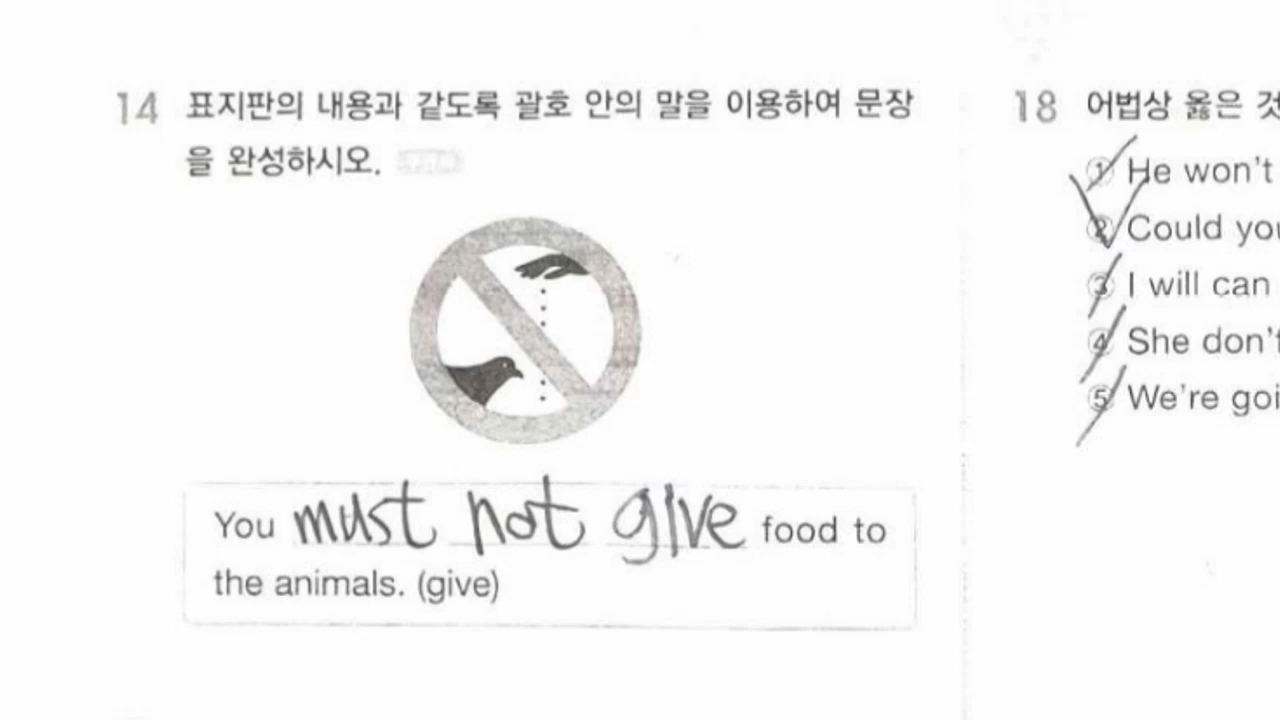 14 표지판의 내용과 같도록 괄호 안의 말을 이용하여 문장
을 완성하시오.
You must not give food to
the animals. (give)
18 어법상 옳은 것
① He won't
② Could you
③ I will can
④ She don't
⑤ We're goi